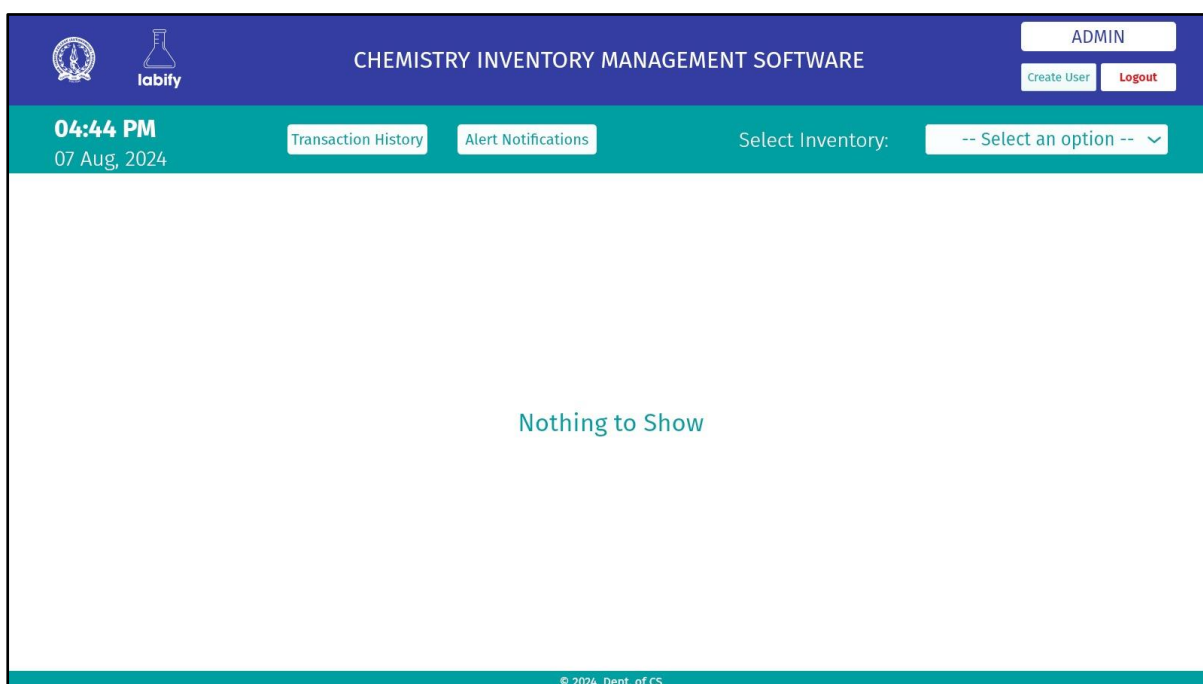 labify
CHEMISTRY INVENTORY MANAGEMENT SOFTWARE
ADMIN
Create User
Logout
04:44 PM
07 Aug, 2024
Transaction History
Alert Notifications
Select Inventory:
-- Select an option --
Nothing to Show
© 2024, Dept. of CS